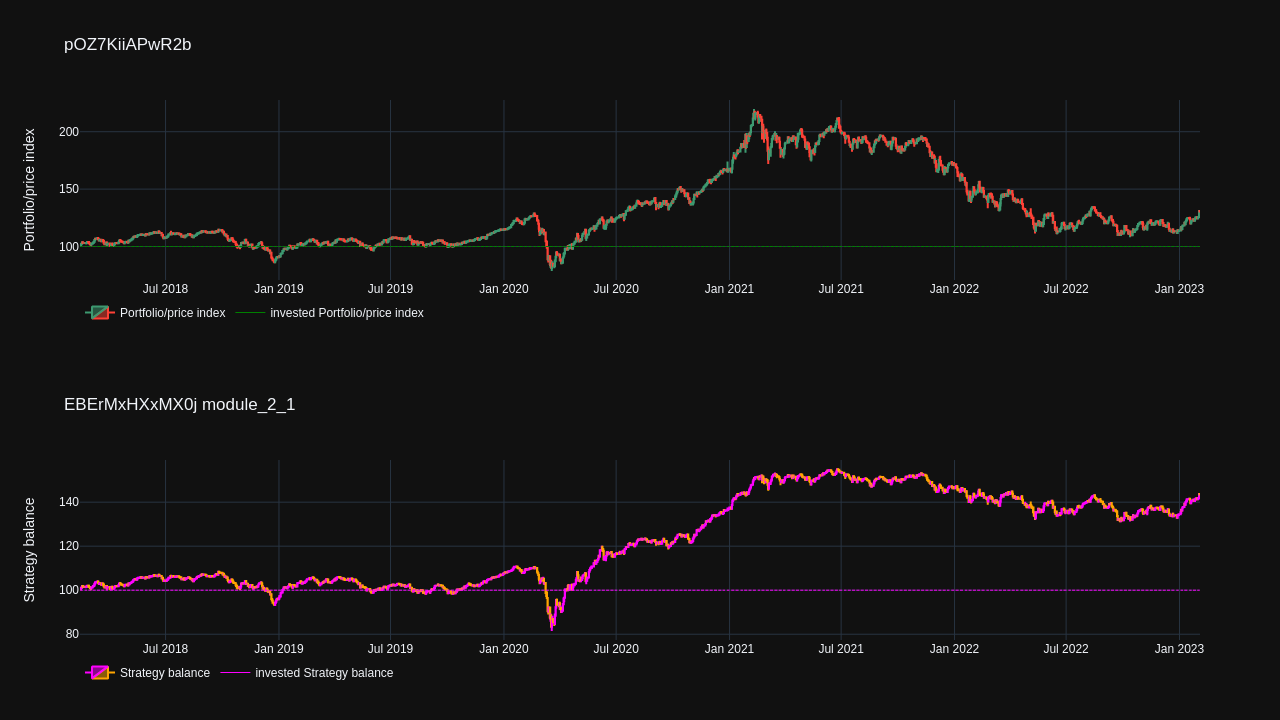 pOZ7KiiAPwR2b
Portfolio/price index
200
150
100
Jul 2018 Jan 2019 Jul 2019 Jan 2020 Jul 2020 Jan 2021 Jul 2021 Jan 2022 Jul 2022 Jan 2023
Portfolio/price index invested Portfolio/price index
EBErMxHXxMX0j module_2_1
Strategy balance
140
120
100
80
Jul 2018 Jan 2019 Jul 2019 Jan 2020 Jul 2020 Jan 2021 Jul 2021 Jan 2022 Jul 2022 Jan 2023
Strategy balance invested Strategy balance